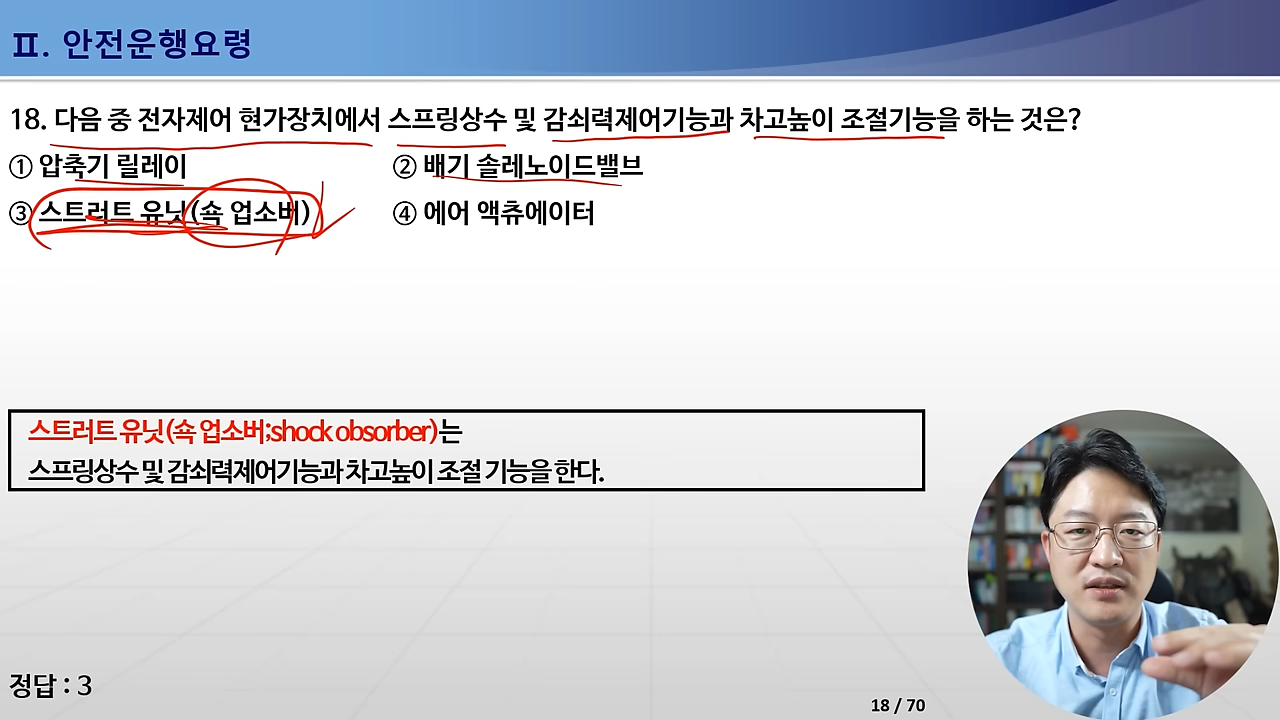 Ⅱ. 안전운행요령
18. 다음 중 전자제어 현가장치에서 스프링상수 및 감쇠력제어기능과 차고높이 조절기능을 하는 것은?
① 압축기 릴레이 ② 배기 솔레노이드밸브
③ 스트러트 유닛(쇽 업소버) ④ 에어 액츄에이터
스트러트 유닛(쇽 업소버;shock obsorber)는
스프링상수 및 감쇠력제어기능과 차고높이 조절 기능을 한다.
정답 : 3
18 / 70